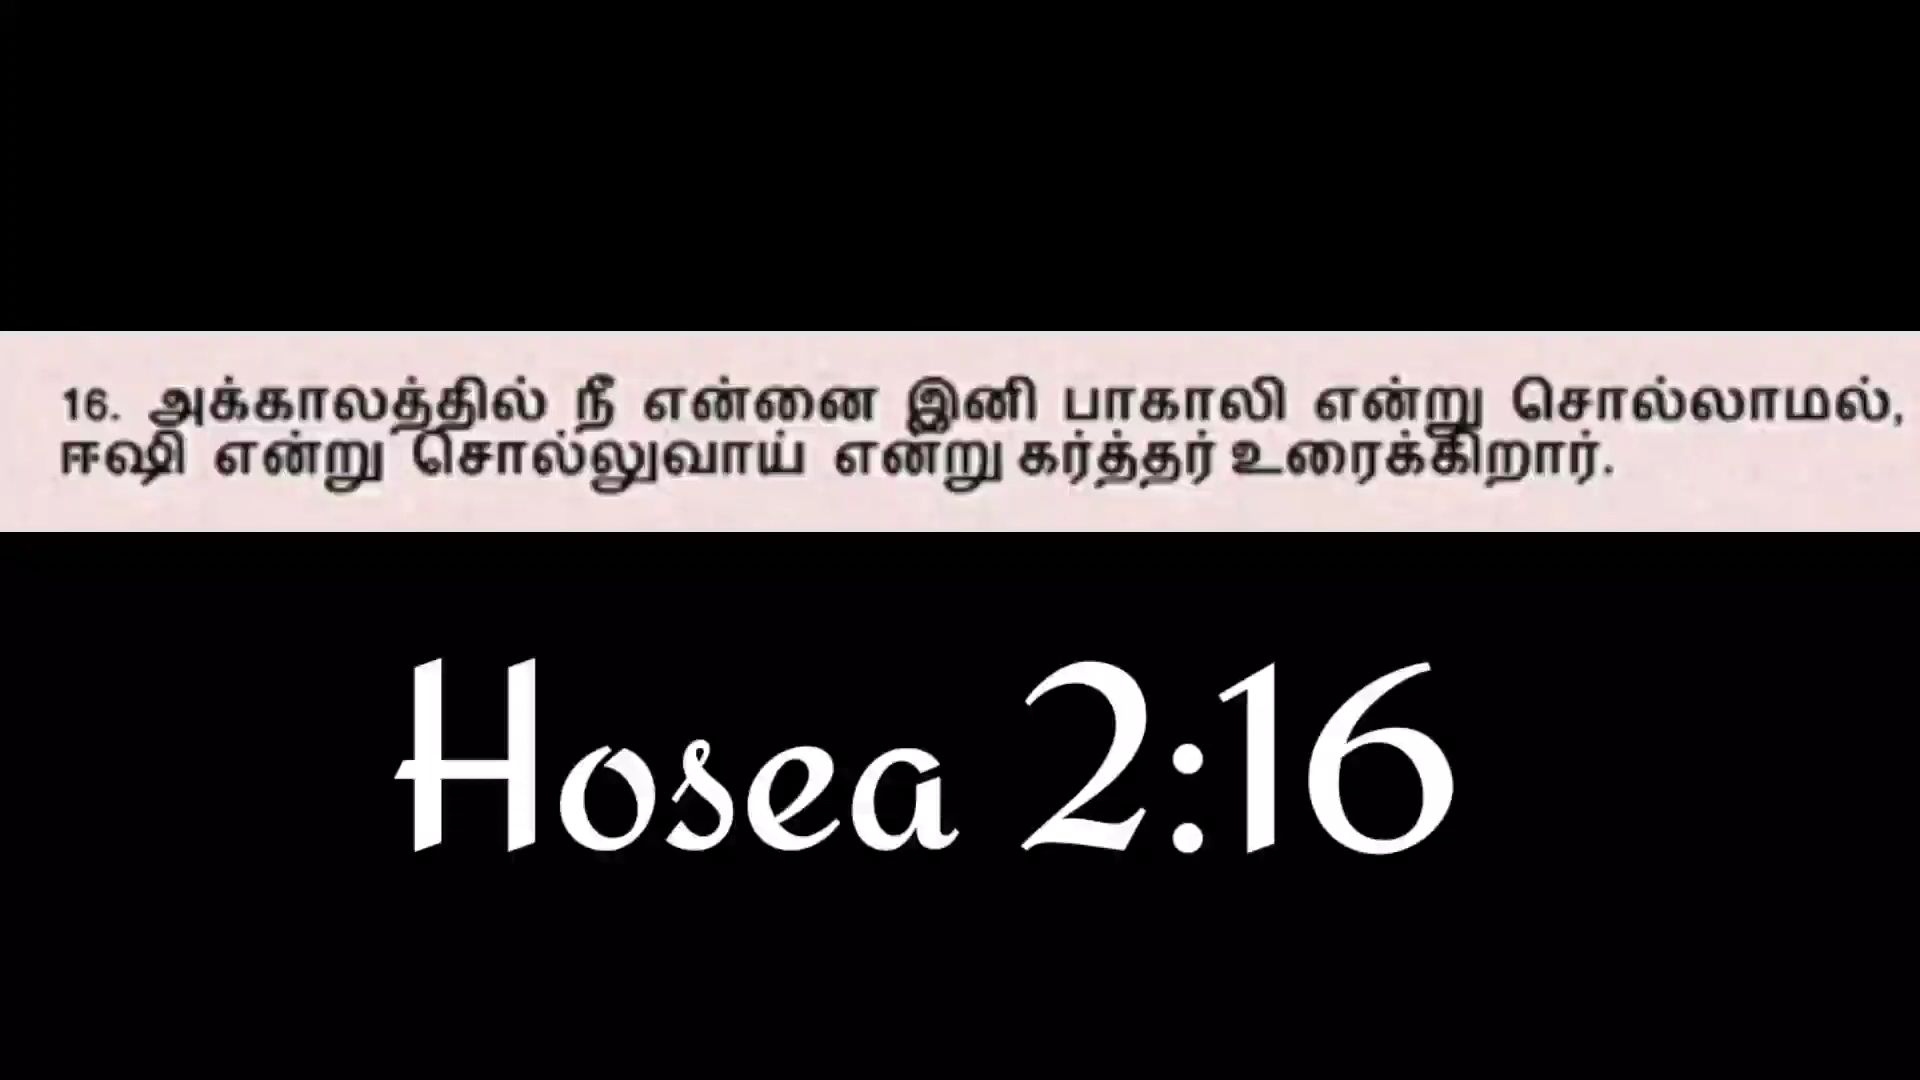 16. அக்காலத்தில் நீ என்னை இனி பாகாலி என்று சொல்லாமல்,
ஈஷி என்று சொல்லுவாய் என்று கர்த்தர் உரைக்கிறார்.
Hosea 2:16